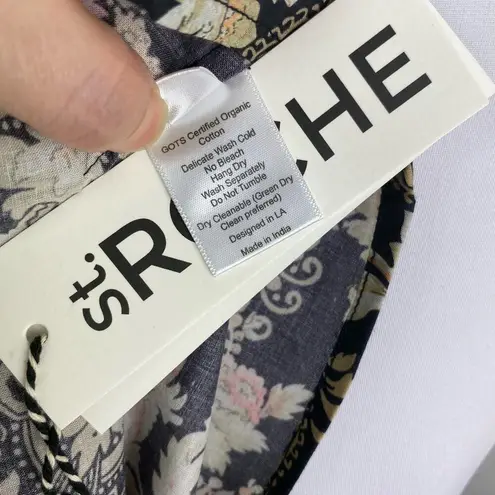 GOTS Certified Organic
Cotton
Delicate Wash Cold
No Bleach
Hang Dry
Wash Separately
Do Not Tumble
Dry Cleanable (Green Dry
Clean preferred)
Designed in LA
Made in India
st. R CHE